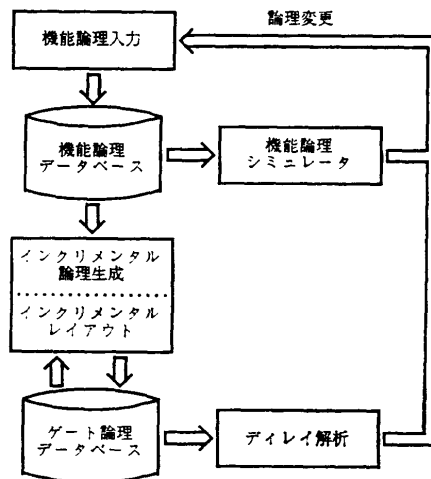 論理変更
機能論理入力
機能論理
データベース
機能論理
シミュレータ
インクリメンタル
論理生成
インクリメンタル
レイアウト
ゲート論理
データベース
ディレイ解析